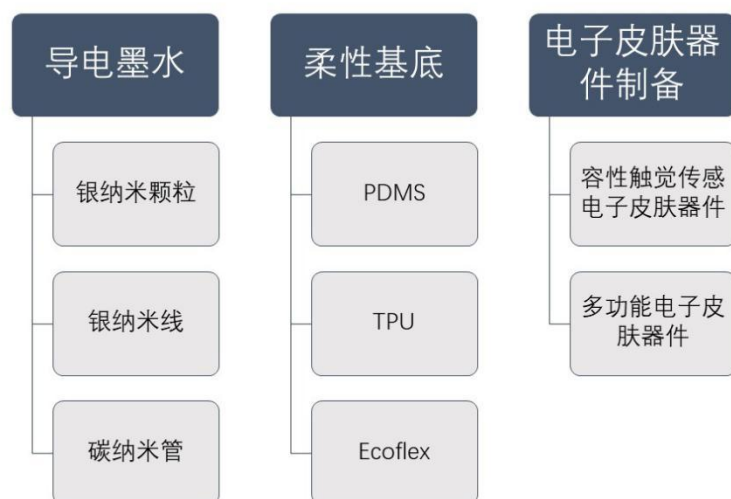 导电墨水
银纳米颗粒
银纳米线
碳纳米管
柔性基底
PDMS
TPU
Ecoflex
电子皮肤器
件制备
容性触觉传感
电子皮肤器件
多功能电子皮
肤器件